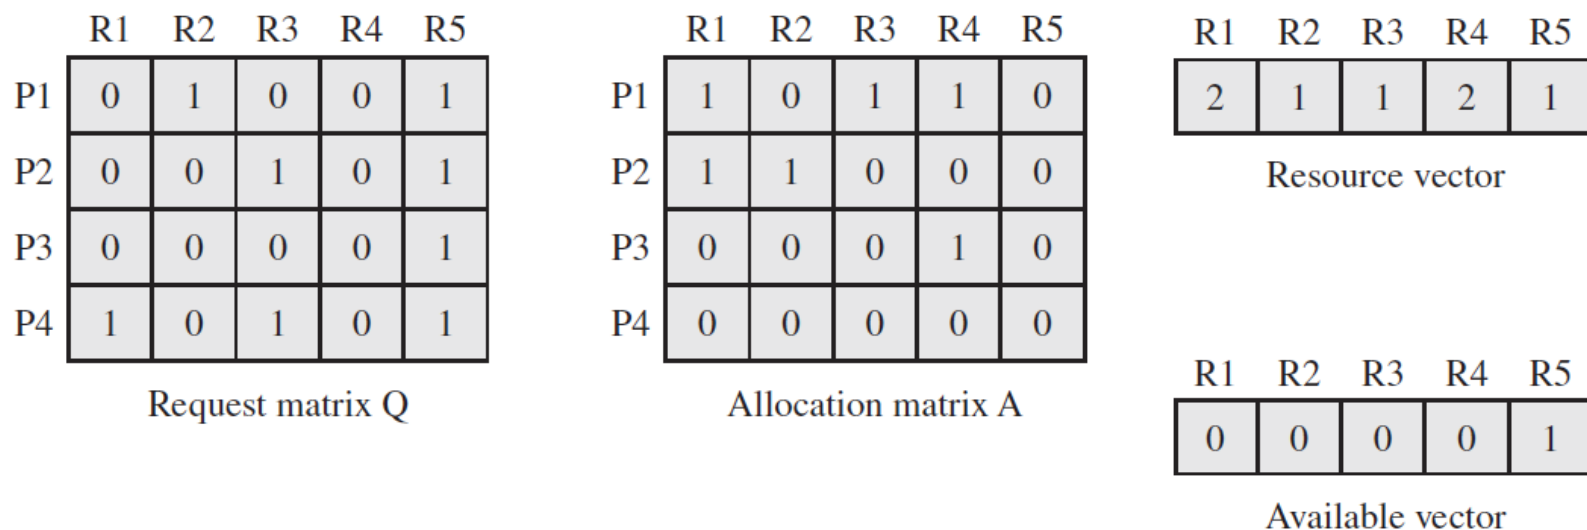 R1 R2 R3 R4 R5
P1 0 1 0 0 1
P2 0 0 1 0 1
P3 0 0 0 0 1
P4 1 0 1 0 1
Request matrix Q
R1 R2 R3 R4 R5
P1 1 0 1 1 0
P2 1 1 0 0 0
P3 0 0 0 1 0
P4 0 0 0 0 0
Allocation matrix A
R1 R2 R3 R4 R5
2 1 1 2 1
Resource vector
R1 R2 R3 R4 R5
0 0 0 0 1
Available vector